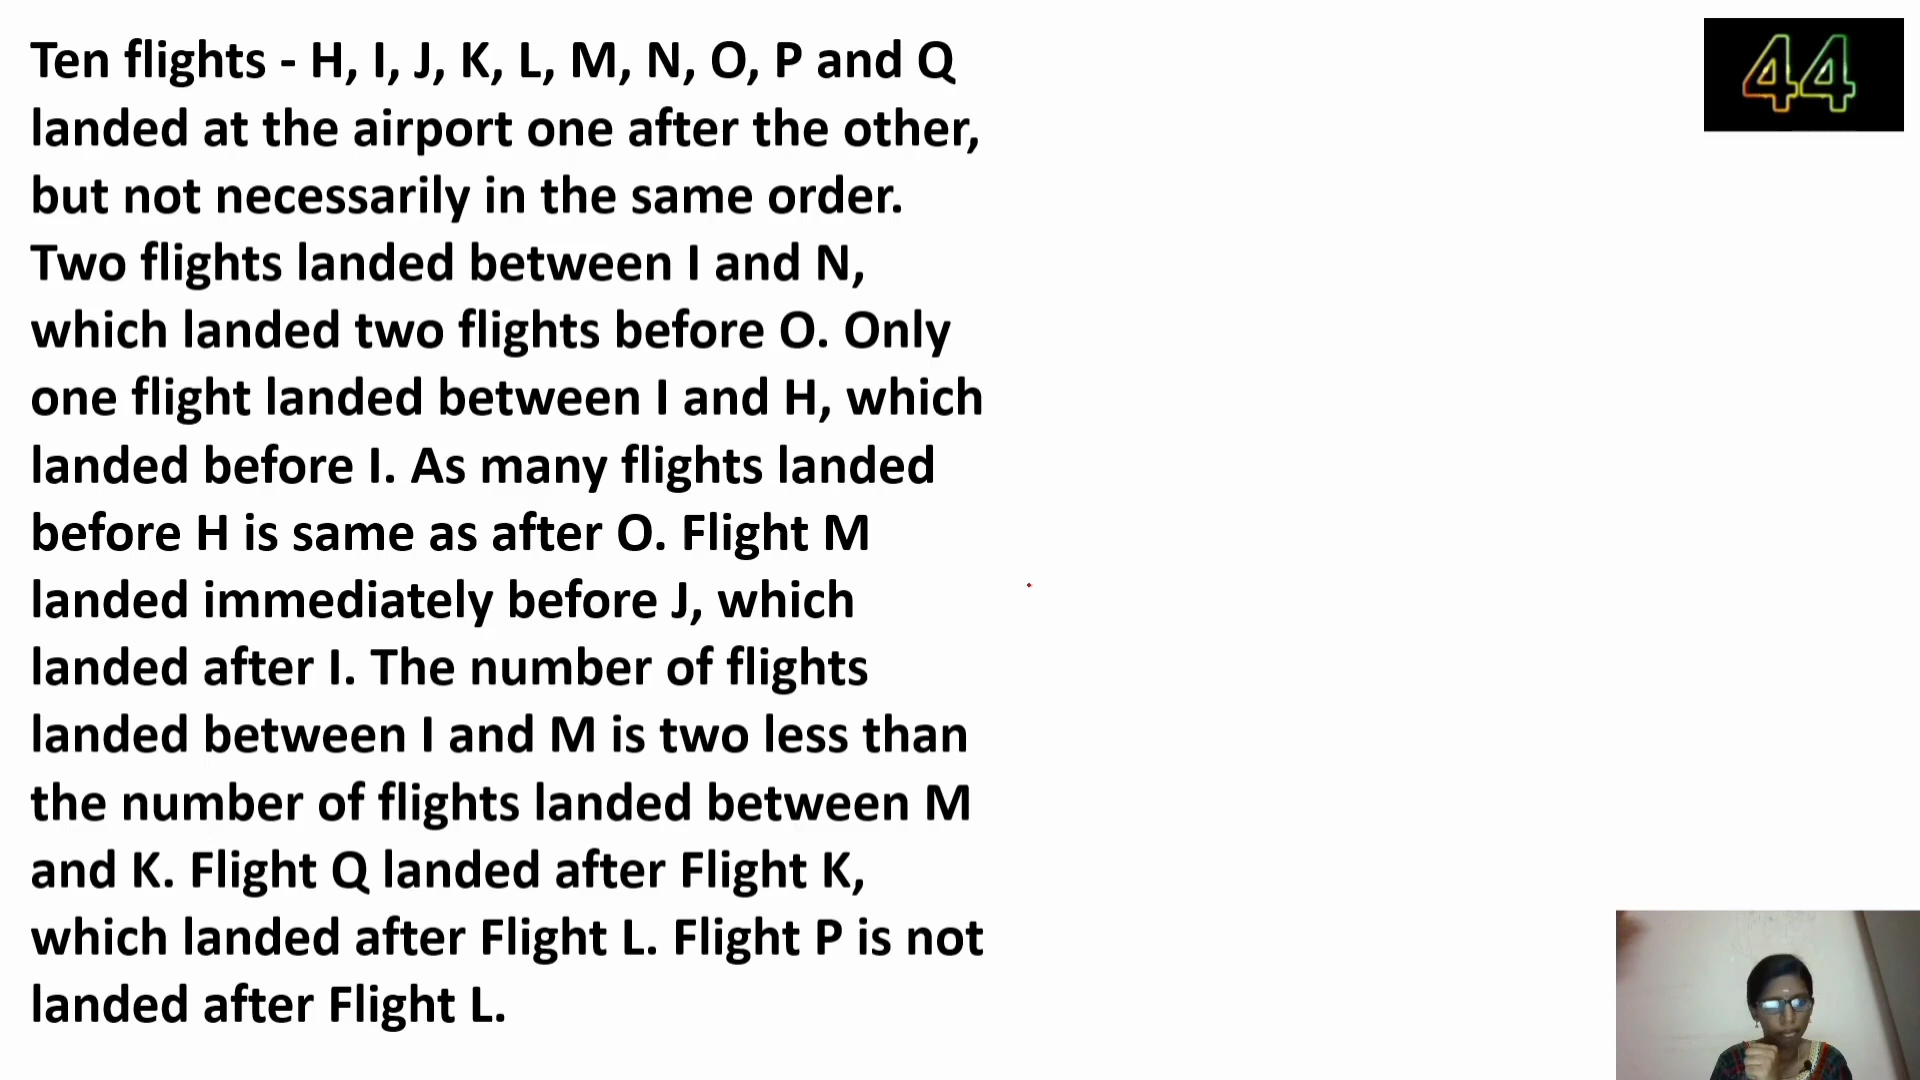 Ten flights - H, I, J, K, L, M, N, O, P and Q
landed at the airport one after the other,
but not necessarily in the same order.
Two flights landed between I and N,
which landed two flights before O. Only
one flight landed between I and H, which
landed before I. As many flights landed
before H is same as after O. Flight M
landed immediately before J, which
landed after I. The number of flights
landed between I and M is two less than
the number of flights landed between M
and K. Flight Q landed after Flight K,
which landed after Flight L. Flight P is not
landed after Flight L.
44